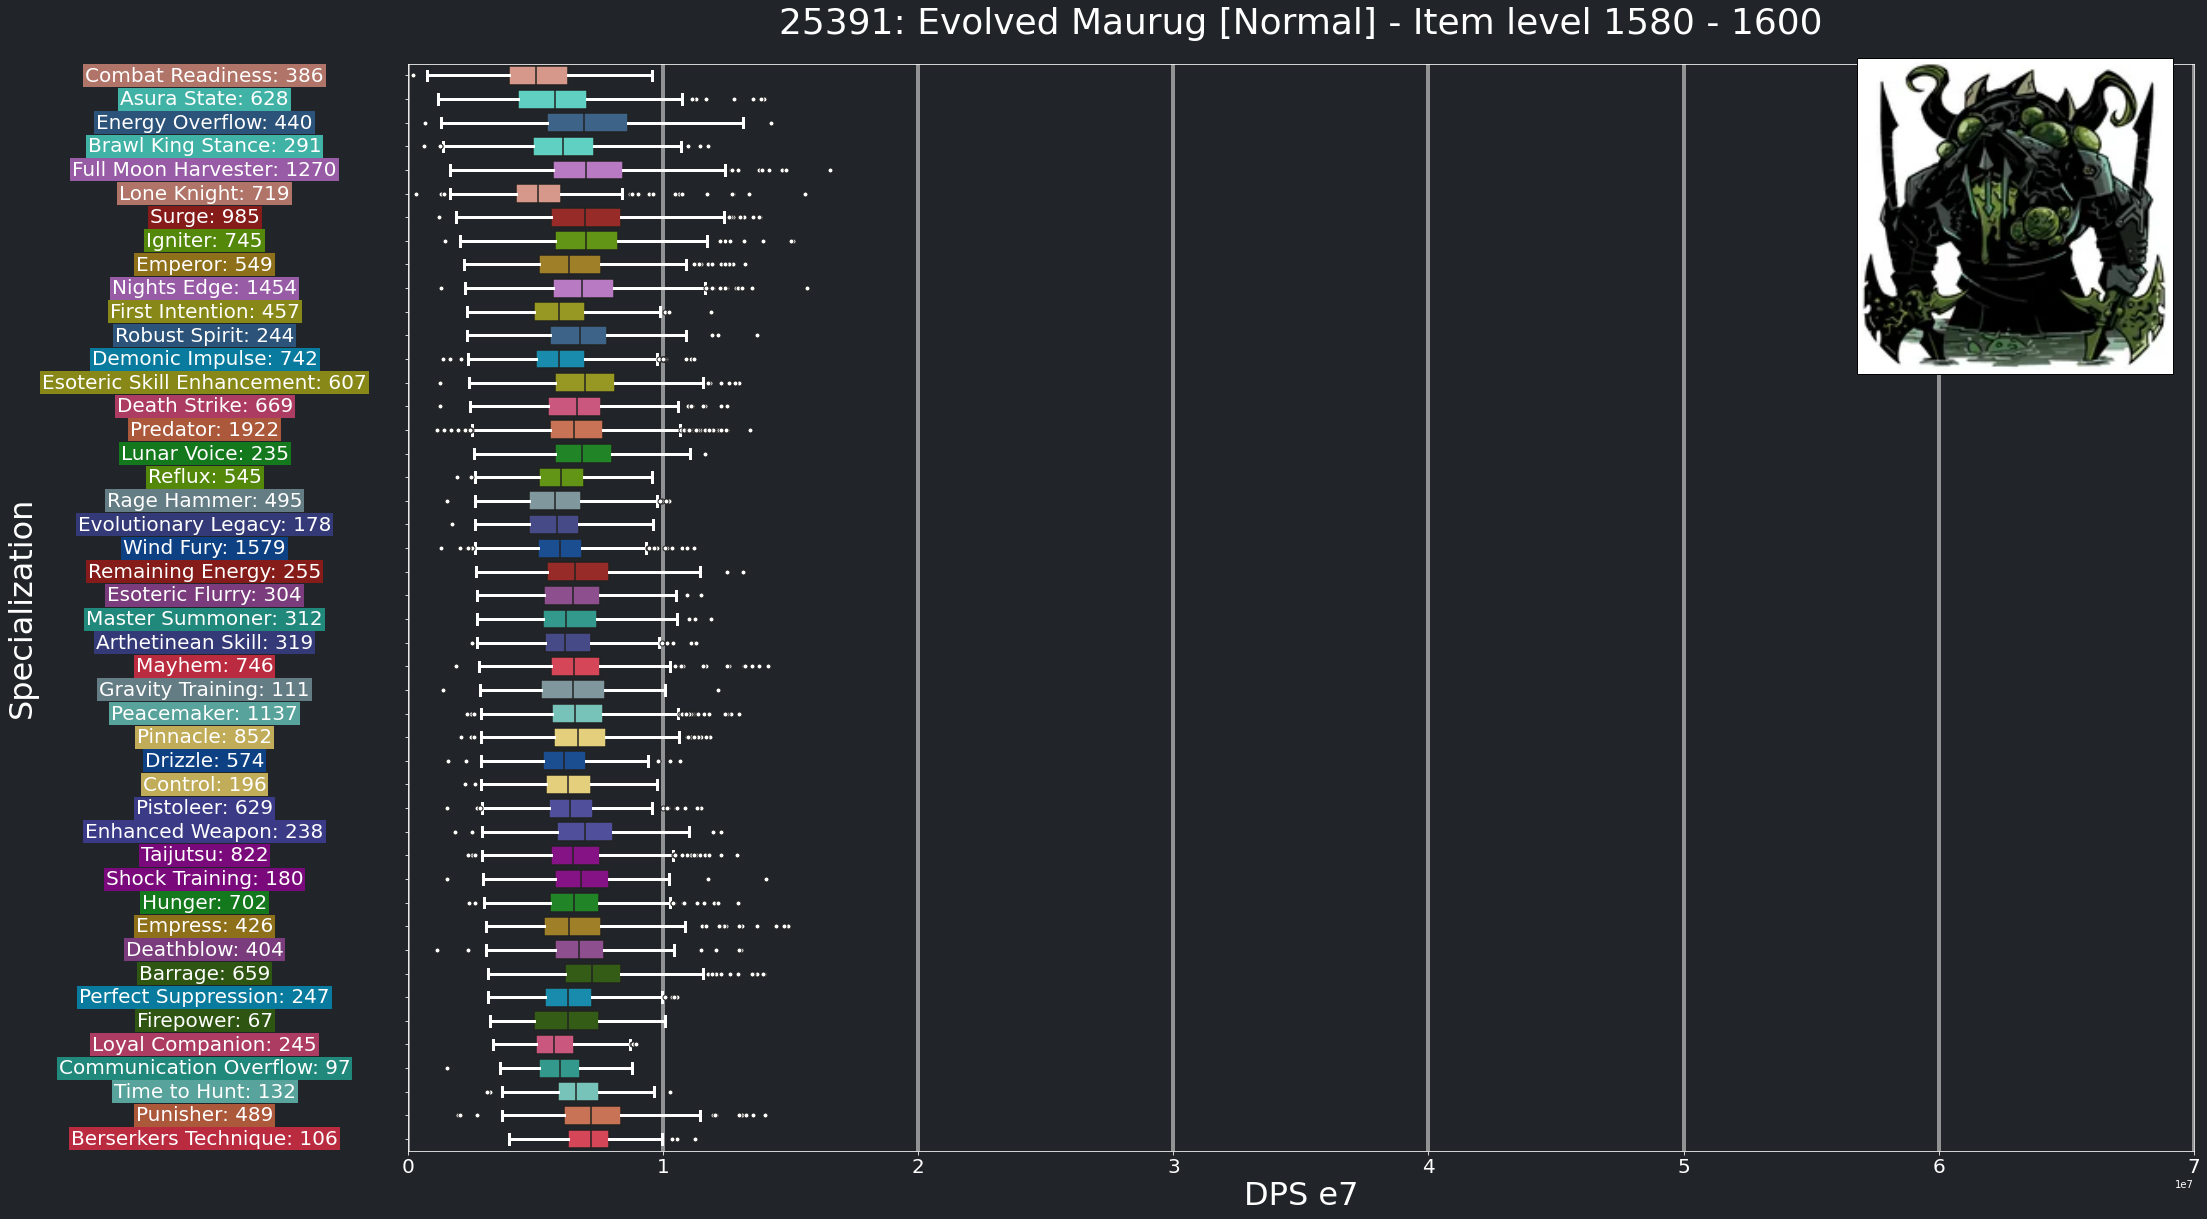 25391: Evolved Maurug [Normal] - Item level 1580 - 1600
Combat Readiness: 386
Asura State: 628
Energy Overflow: 440
Brawl King Stance: 291
Full Moon Harvester: 1270
Lone Knight: 719
Surge: 985
Igniter: 745
Emperor: 549
Nights Edge: 1454
First Intention: 457
Robust Spirit: 244
Demonic Impulse: 742
Esoteric Skill Enhancement: 607
Death Strike: 669
Predator: 1922
Lunar Voice: 235
Reflux: 545
Rage Hammer: 495
Evolutionary Legacy: 178
Wind Fury: 1579
Remaining Energy: 255
Esoteric Flurry: 304
Master Summoner: 312
Arthetinean Skill: 319
Mayhem: 746
Gravity Training: 111
Peacemaker: 1137
Pinnacle: 852
Drizzle: 574
Control: 196
Pistoleer: 629
Enhanced Weapon: 238
Taijutsu: 822
Shock Training: 180
Hunger: 702
Empress: 426
Deathblow: 404
Barrage: 659
Perfect Suppression: 247
Firepower: 67
Loyal Companion: 245
Communication Overflow: 97
Time to Hunt: 132
Punisher: 489
Berserkers Technique: 106
Specialization
0 1 2 3 4 5 6 7
1e7
DPS e7